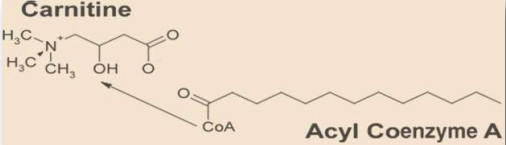 Carnitine
H₃C
N⁺
O
H₃C
CH₃
OH
O
O
CoA
Acyl Coenzyme A